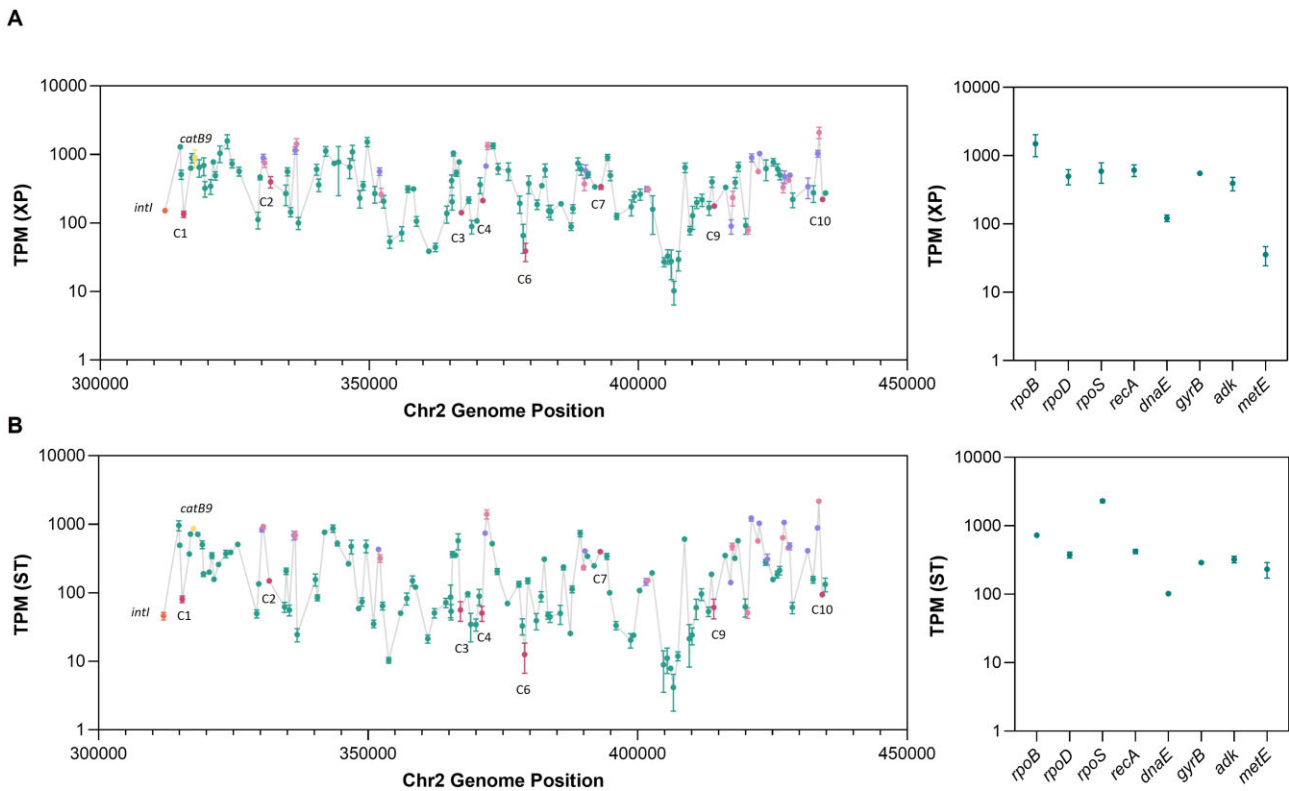 A
TPM (XP)
10000
1000
100
10
1
intI
catB9
C1
C2
C3
C4
C6
C7
C9
C10
300000
350000
400000
450000
Chr2 Genome Position
TPM (XP)
10000
1000
100
10
1
rpoB
rpoD
rpoS
recA
dnaE
gyrB
adk
metE
B
TPM (ST)
10000
1000
100
10
1
intI
catB9
C1
C2
C3
C4
C6
C7
C9
C10
300000
350000
400000
450000
Chr2 Genome Position
TPM (ST)
10000
1000
100
10
1
rpoB
rpoD
rpoS
recA
dnaE
gyrB
adk
metE